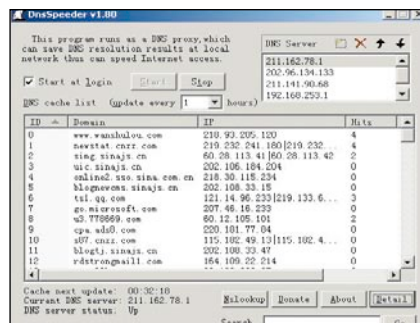 DnsSpeeder v1.80
This program runs as a DNS proxy, which
can save DNS resolution results at local
network thus can speed Internet access.
DNS Server
211.162.78.1
202.96.134.133
211.141.90.68
192.168.253.1
Start at login Start Stop
DNS cache list (update every 1 hours)
ID Domain IP Hits
0 www.wanshulou.com 218.93.205.120 4
1 newstat.cnzz.com 219.232.241.180|219.232... 4
2 simg.sinajs.cn 60.28.113.41|60.28.113.42 2
3 uic.sinajs.cn 202.106.184.204 0
4 online2.sso.sina.com.cn 218.30.115.234 0
5 blognewcms.sinajs.cn 202.108.33.15 0
6 ts1.qq.com 121.14.96.233|219.133.6... 3
7 go.microsoft.com 207.46.16.233 0
8 u3.778669.com 60.12.105.101 2
9 cpa.ads8.com 220.181.77.84 0
10 s87.cnzz.com 115.182.49.13|115.182.4... 0
11 blogtj.sinajs.cn 202.108.33.47 0
12 rdstrongmail1.com 164.109.22.214 0
Cache next update: 00:32:18
Current DNS server: 211.162.78.1
DNS server status: Up
Nslookup Donate About Detail
Search Go